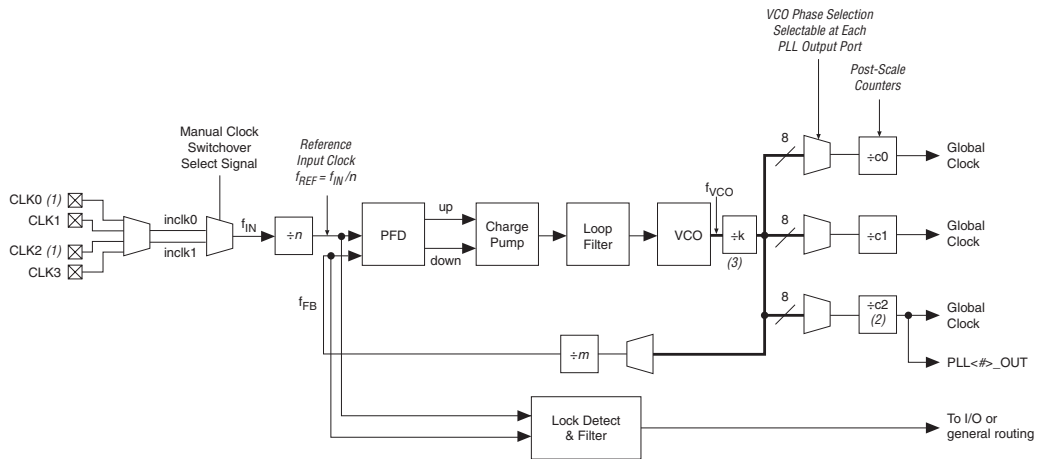 VCO Phase Selection
Selectable at Each
PLL Output Port
Post-Scale
Counters
Manual Clock
Switchover
Select Signal
Reference
Input Clock
fREF = fIN /n
8
÷c0
Global
Clock
CLK0 (1)
CLK1
CLK2 (1)
CLK3
inclk0
inclk1
fIN
÷n
PFD
up
down
Charge
Pump
Loop
Filter
VCO
fVCO
÷k
(3)
8
÷c1
Global
Clock
fFB
8
÷c2
(2)
Global
Clock
÷m
PLL<#>_OUT
Lock Detect
& Filter
To I/O or
general routing